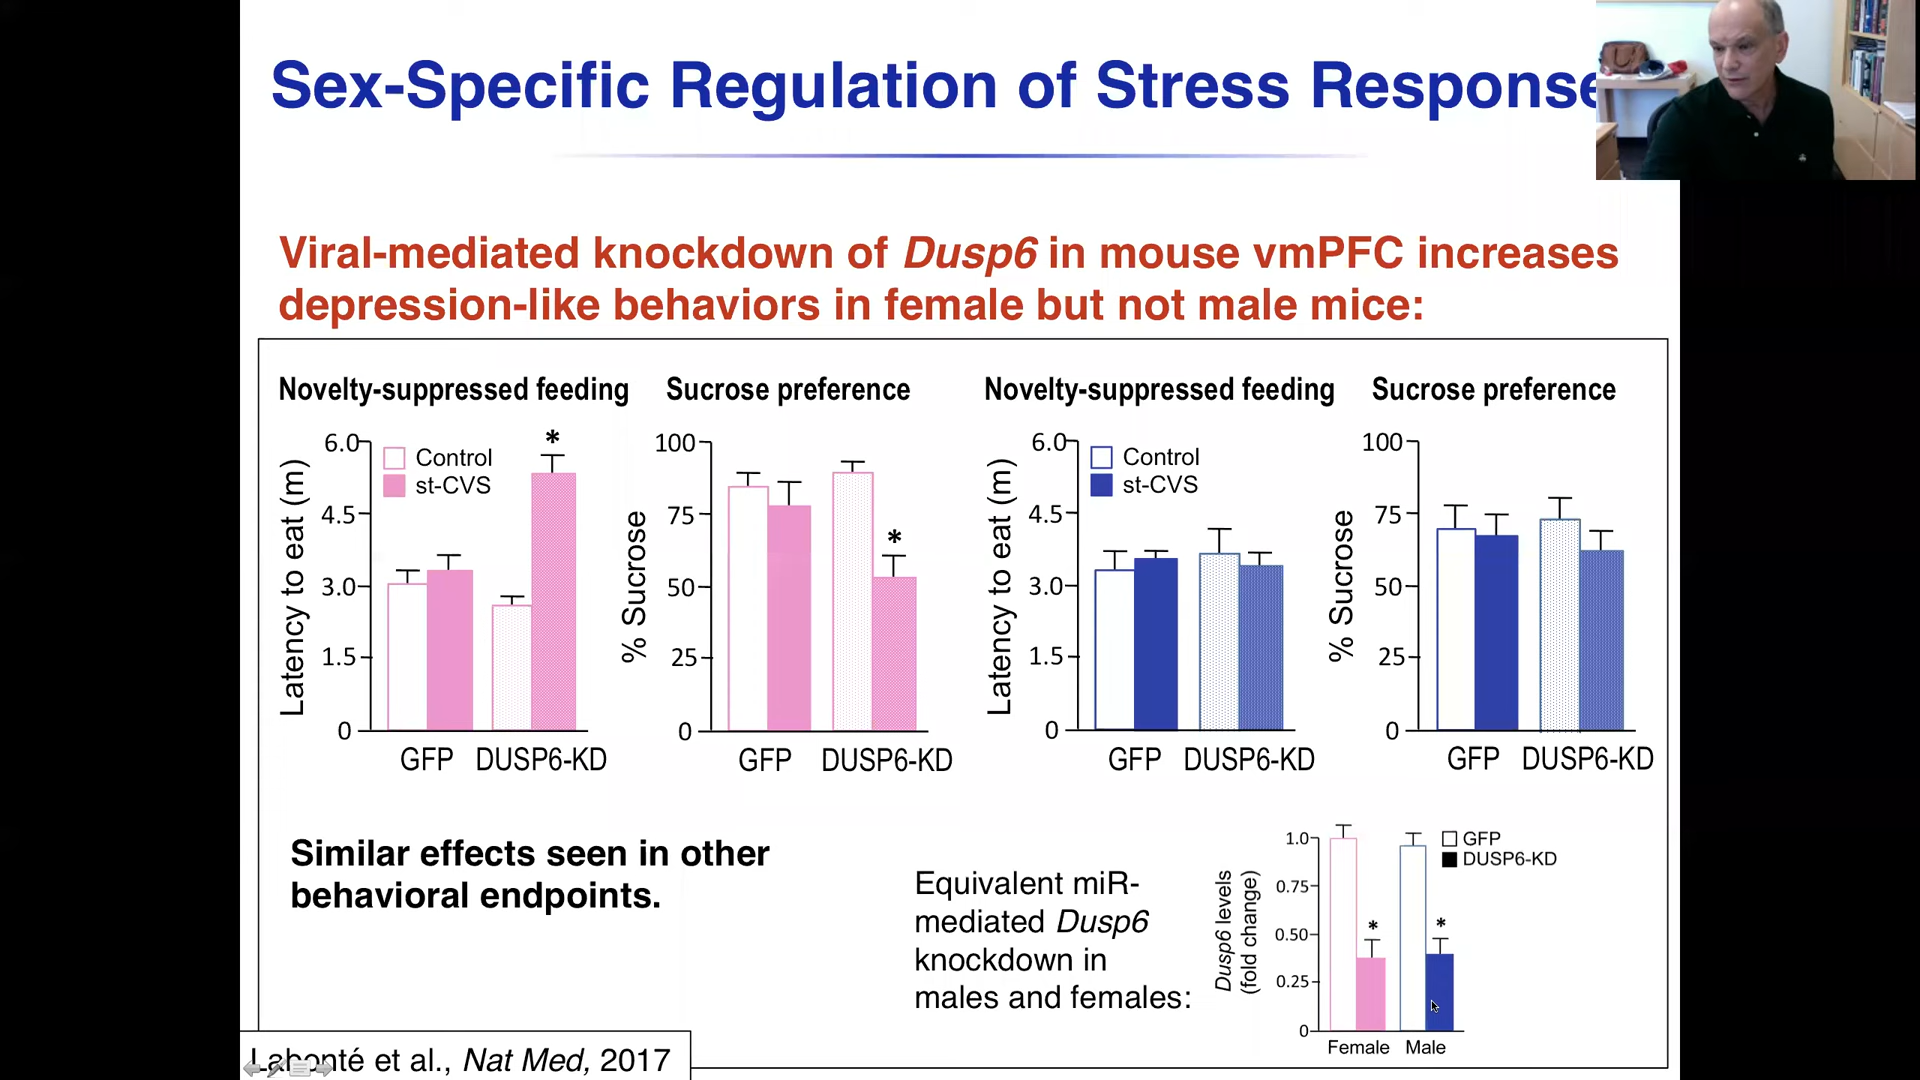 Sex-Specific Regulation of Stress Response
Viral-mediated knockdown of Dusp6 in mouse vmPFC increases
depression-like behaviors in female but not male mice:
Novelty-suppressed feeding
Latency to eat (m)
6.0
4.5
3.0
1.5
0
Control
st-CVS
*
GFP DUSP6-KD
Sucrose preference
% Sucrose
100
75
50
25
0
*
GFP DUSP6-KD
Novelty-suppressed feeding
Latency to eat (m)
6.0
4.5
3.0
1.5
0
Control
st-CVS
GFP DUSP6-KD
Sucrose preference
% Sucrose
100
75
50
25
0
GFP DUSP6-KD
Similar effects seen in other
behavioral endpoints.
Equivalent miR-
mediated Dusp6
knockdown in
males and females:
Dusp6 levels
(fold change)
1.0
0.75
0.50
0.25
0
GFP
DUSP6-KD
* *
Female Male
Labonté et al., Nat Med, 2017